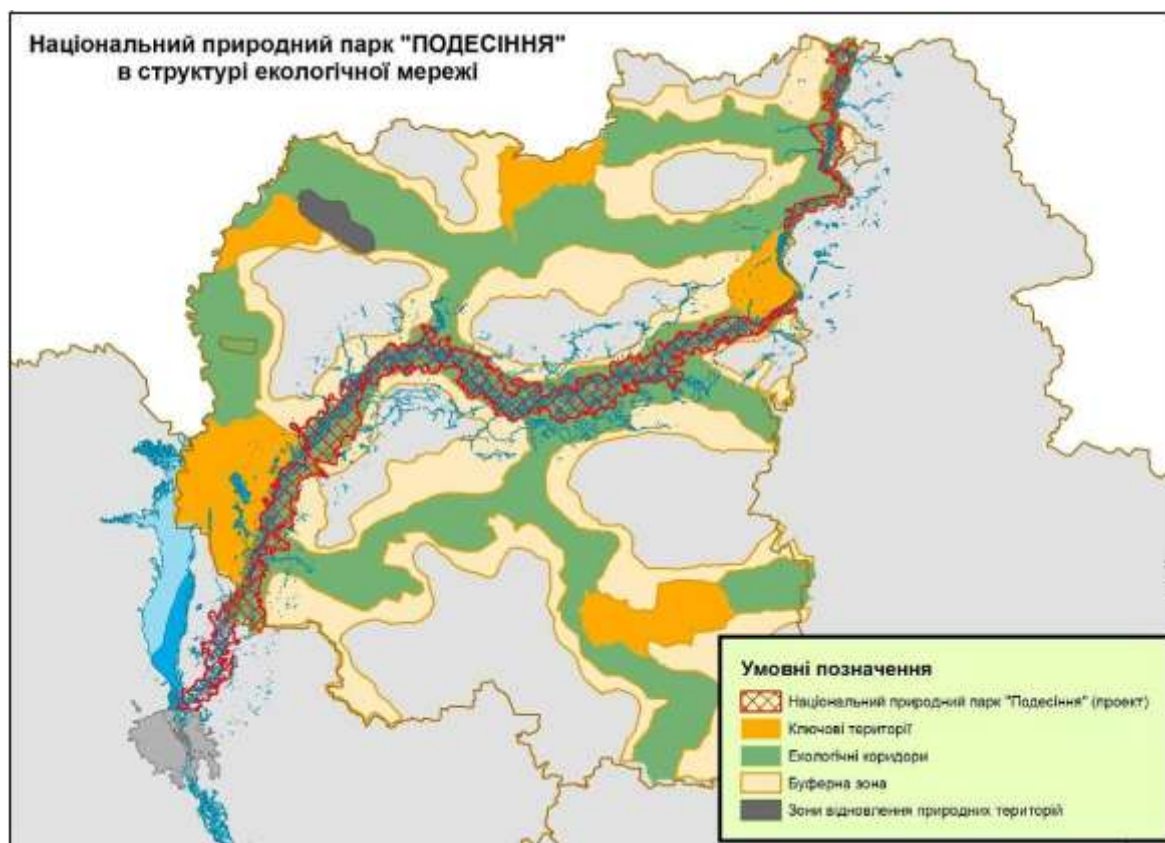 Національний природний парк "ПОДЕСІННЯ"
в структурі екологічної мережі
Умовні позначення
Національний природний парк "Подесіння" (проект)
Ключові території
Екологічні коридори
Буферна зона
Зони відновлення природних територій